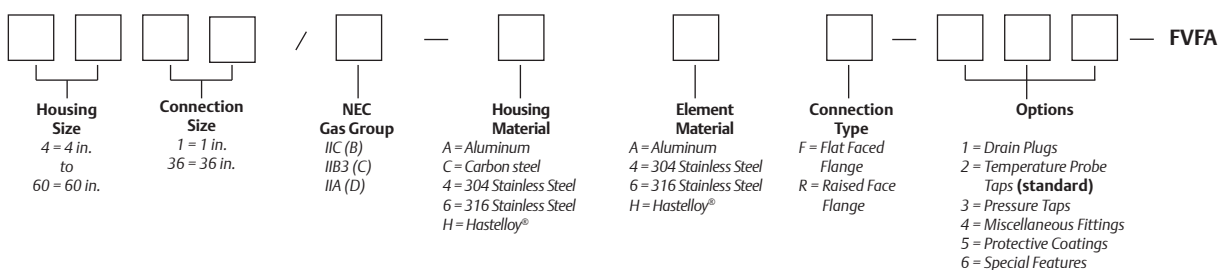 / — — — FVFA
Housing
Size
4 = 4 in.
to
60 = 60 in.
Connection
Size
1 = 1 in.
36 = 36 in.
NEC
Gas Group
IIC (B)
IIB3 (C)
IIA (D)
Housing
Material
A = Aluminum
C = Carbon steel
4 = 304 Stainless Steel
6 = 316 Stainless Steel
H = Hastelloy®
Element
Material
A = Aluminum
4 = 304 Stainless Steel
6 = 316 Stainless Steel
H = Hastelloy®
Connection
Type
F = Flat Faced
Flange
R = Raised Face
Flange
Options
1 = Drain Plugs
2 = Temperature Probe
Taps (standard)
3 = Pressure Taps
4 = Miscellaneous Fittings
5 = Protective Coatings
6 = Special Features